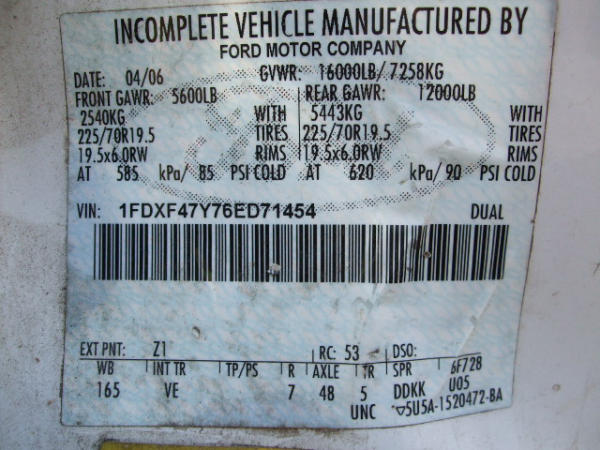 INCOMPLETE VEHICLE MANUFACTURED BY
FORD MOTOR COMPANY
DATE: 04/06 GVWR: 16000LB/ 7258KG
FRONT GAWR: 5600LB REAR GAWR: 12000LB
2540KG WITH 5443KG WITH
225/70R19.5 TIRES 225/70R19.5 TIRES
19.5x6.0RW RIMS 19.5x6.0RW RIMS
AT 585 kPa/ 85 PSI COLD AT 620 kPa/ 90 PSI COLD
VIN: 1FDXF47Y76ED71454 DUAL
EXT PNT: Z1 RC: 53 DSO:
WB INT TR TP/PS R AXLE TR SPR 6F728
165 VE 7 48 5 DDKK U05
UNC ▽5U5A-1520472-BA